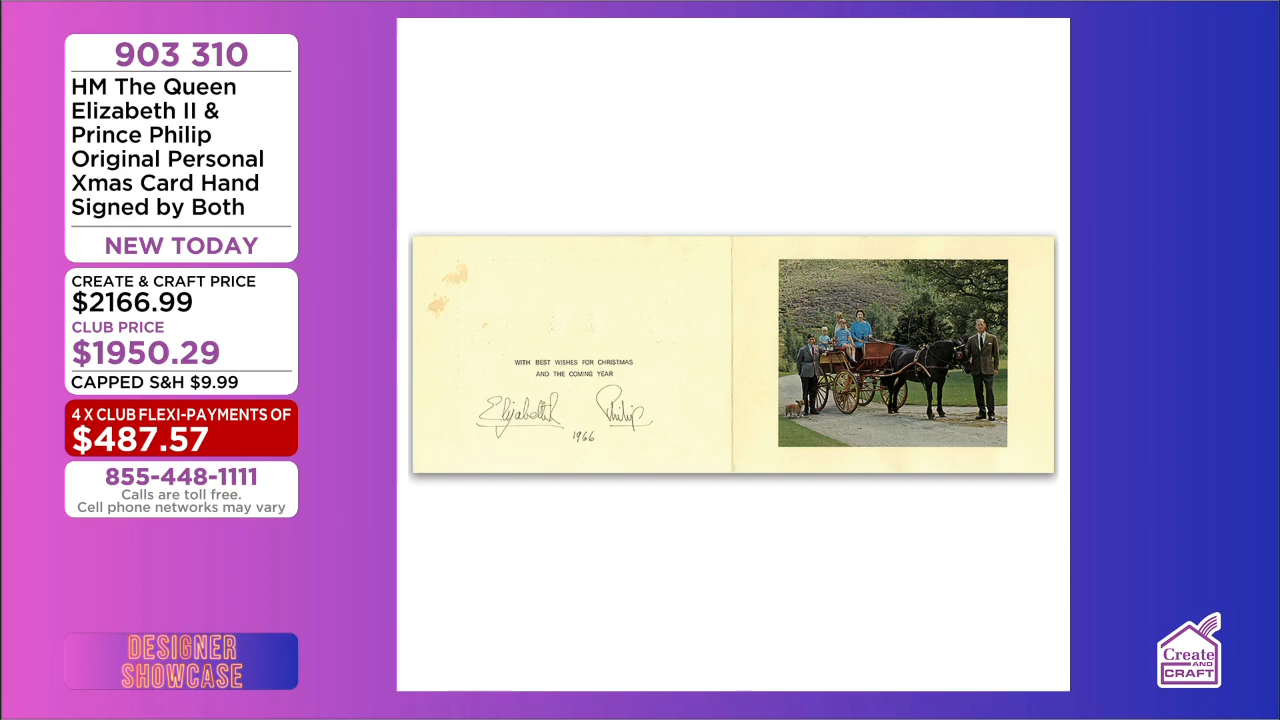 903 310
HM The Queen
Elizabeth II &
Prince Philip
Original Personal
Xmas Card Hand
Signed by Both
NEW TODAY
CREATE & CRAFT PRICE
$2166.99
CLUB PRICE
$1950.29
CAPPED S&H $9.99
4 X CLUB FLEXI-PAYMENTS OF
$487.57
855-448-1111
Calls are toll free.
Cell phone networks may vary
DESIGNER
SHOWCASE
WITH BEST WISHES FOR CHRISTMAS
AND THE COMING YEAR
Elizabeth R Philip
1966
Create
AND
CRAFT